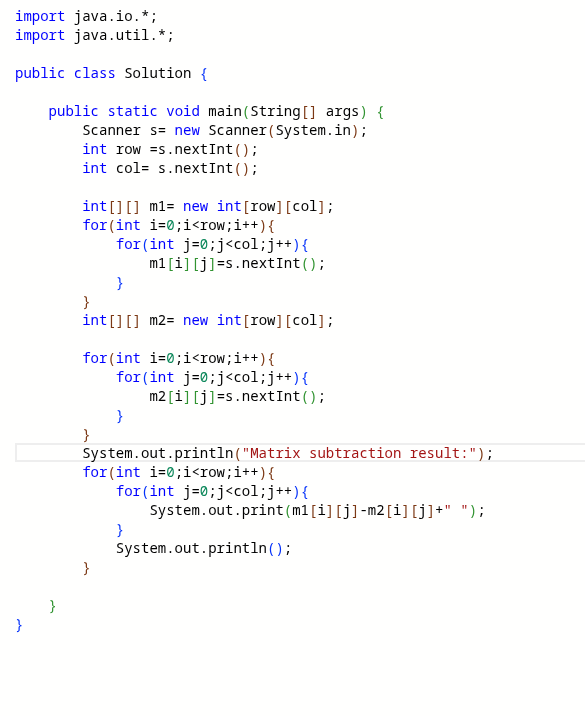 import java.io.*;
import java.util.*;

public class Solution {

    public static void main(String[] args) {
        Scanner s= new Scanner(System.in);
        int row =s.nextInt();
        int col= s.nextInt();

        int[][] m1= new int[row][col];
        for(int i=0;i<row;i++){
            for(int j=0;j<col;j++){
                m1[i][j]=s.nextInt();
            }
        }
        int[][] m2= new int[row][col];

        for(int i=0;i<row;i++){
            for(int j=0;j<col;j++){
                m2[i][j]=s.nextInt();
            }
        }
        System.out.println("Matrix subtraction result:");
        for(int i=0;i<row;i++){
            for(int j=0;j<col;j++){
                System.out.print(m1[i][j]-m2[i][j]+" ");
            }
            System.out.println();
        }

    }
}